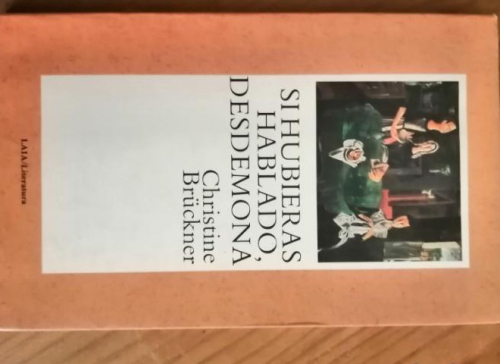 SI HUBIERAS
HABLADO,
DESDEMONA
Christine
Brückner
LAIA/Literatura